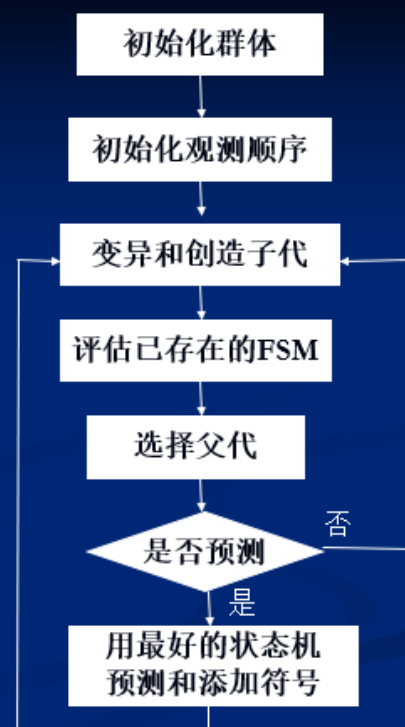 初始化群体
初始化观测顺序
变异和创造子代
评估已存在的FSM
选择父代
否
是否预测
是
用最好的状态机
预测和添加符号